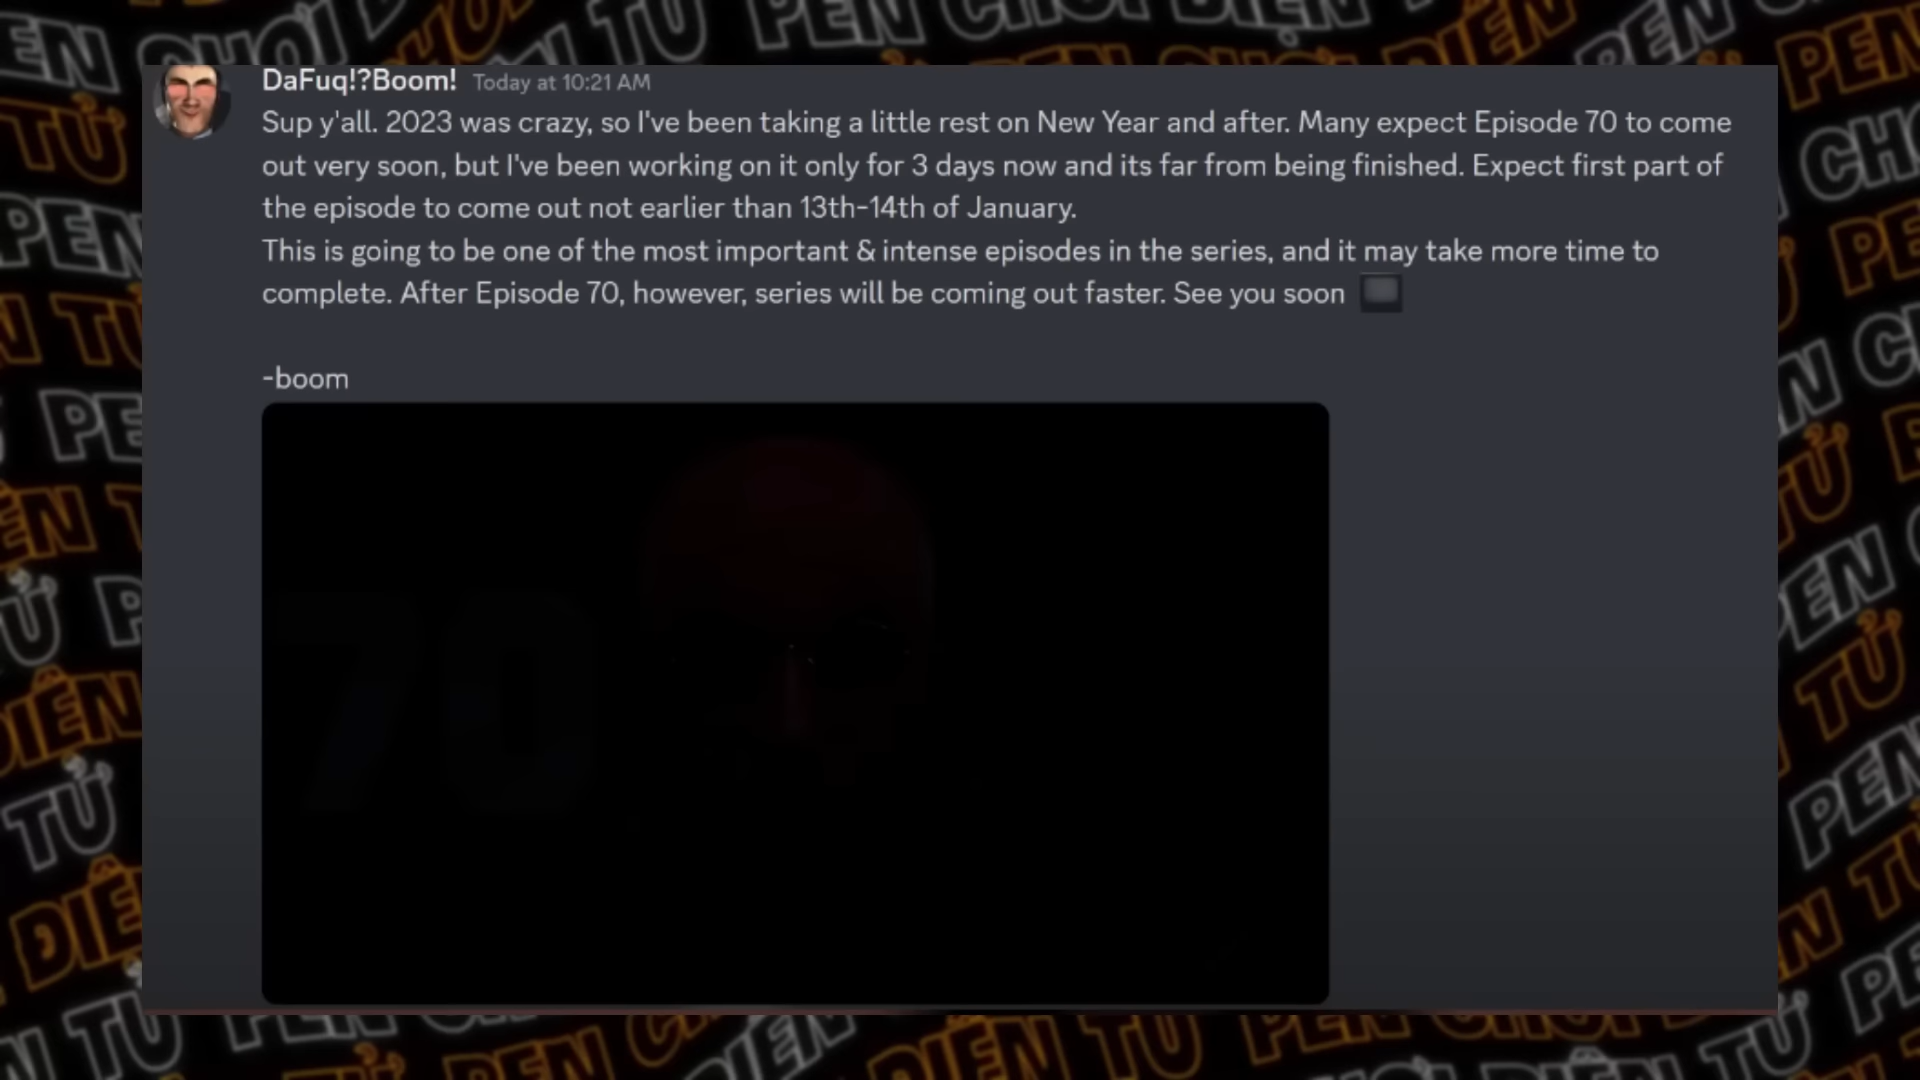 DaFuq!?Boom! Today at 10:21 AM
Sup y'all. 2023 was crazy, so I've been taking a little rest on New Year and after. Many expect Episode 70 to come
out very soon, but I've been working on it only for 3 days now and its far from being finished. Expect first part of
the episode to come out not earlier than 13th-14th of January.
This is going to be one of the most important & intense episodes in the series, and it may take more time to
complete. After Episode 70, however, series will be coming out faster. See you soon
-boom
70